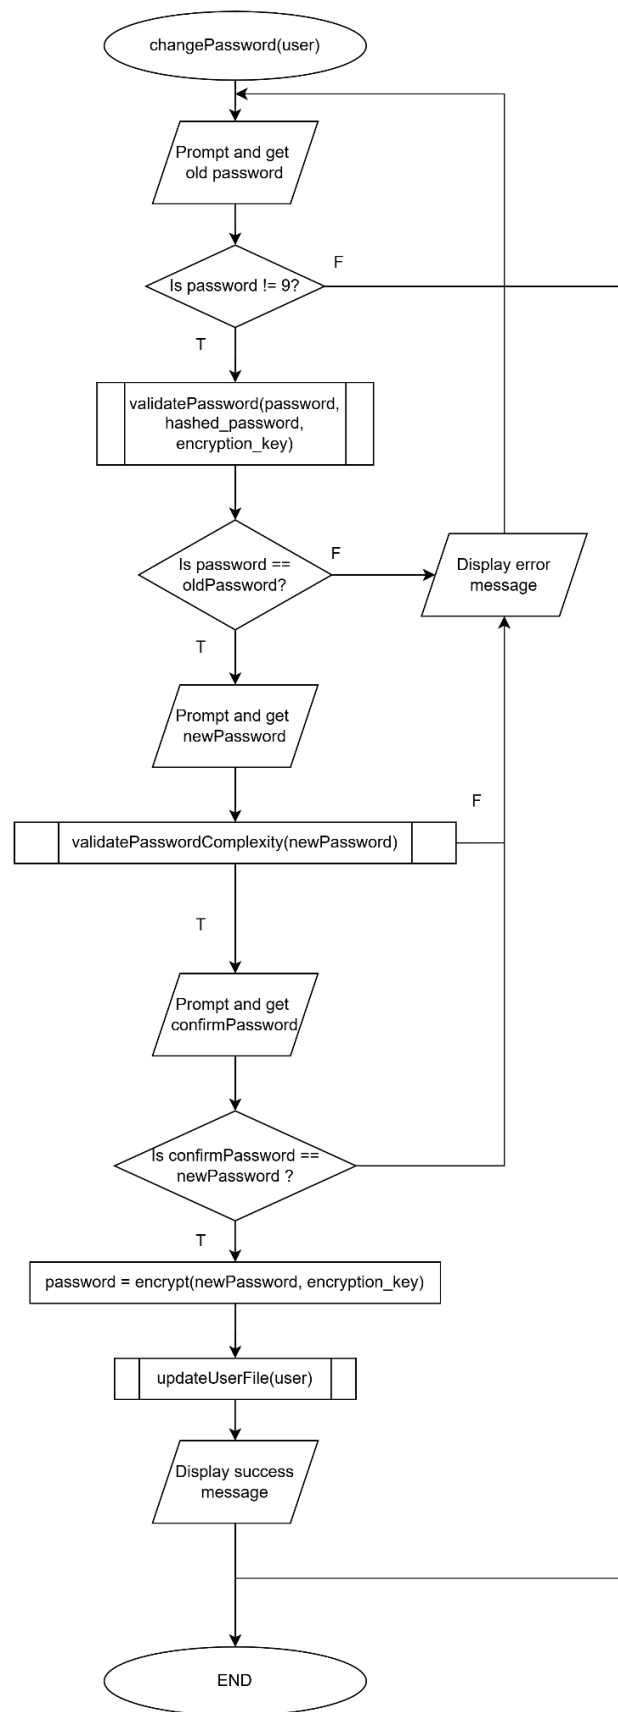 changePassword(user)
Prompt and get
old password
F
Is password != 9?
T
validatePassword(password,
hashed_password,
encryption_key)
Is password ==
oldPassword?
F
Display error
message
T
Prompt and get
newPassword
F
validatePasswordComplexity(newPassword)
T
Prompt and get
confirmPassword
Is confirmPassword ==
newPassword ?
T
password = encrypt(newPassword, encryption_key)
updateUserFile(user)
Display success
message
END